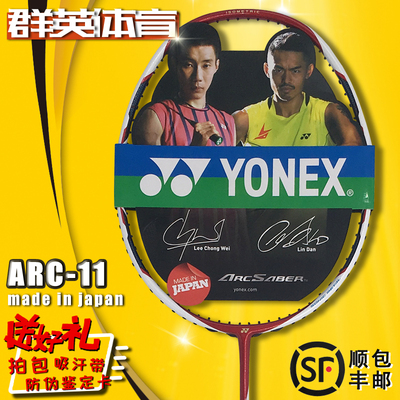 群英体育
ISOMETRIC
YONEX®
Lee Chong Wei
Lin Dan
MADE IN
JAPAN
ARCSABER
yonex.com
ARC-11
made in japan
送好礼
拍包 吸汗带
防伪鉴定卡
SF
顺包
丰邮